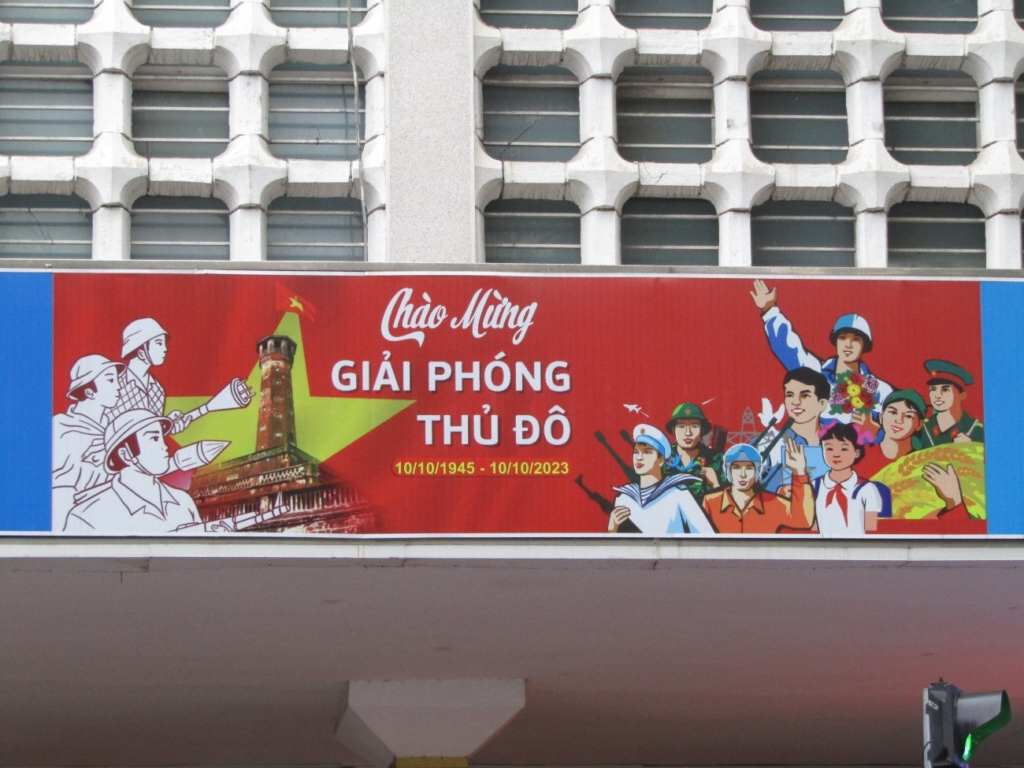 Chào Mừng
GIẢI PHÓNG
THỦ ĐÔ
10/10/1945 - 10/10/2023